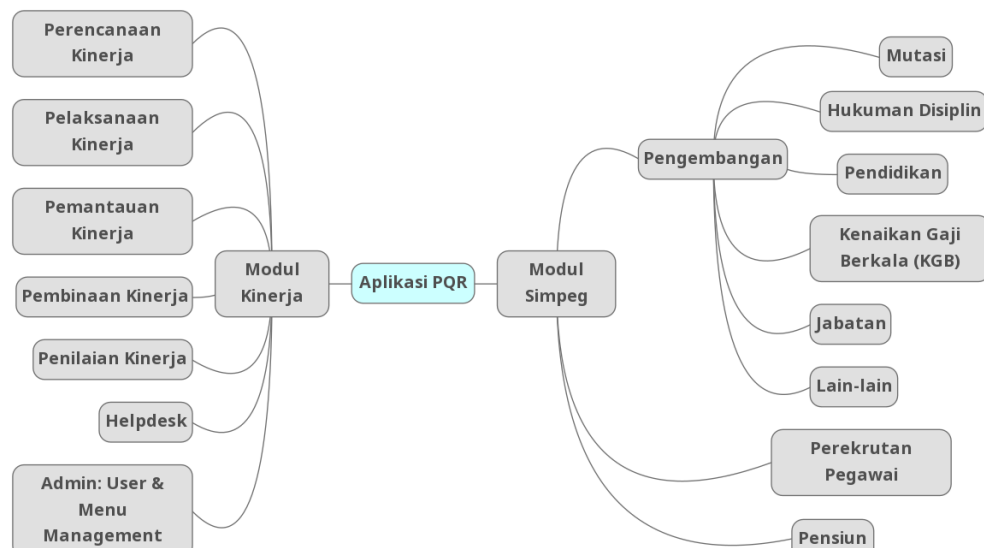 Perencanaan
Kinerja
Pelaksanaan
Kinerja
Pemantauan
Kinerja
Pembinaan Kinerja
Penilaian Kinerja
Helpdesk
Admin: User &
Menu
Management
Modul
Kinerja
Aplikasi PQR
Modul
Simpeg
Pengembangan
Mutasi
Hukuman Disiplin
Pendidikan
Kenaikan Gaji
Berkala (KGB)
Jabatan
Lain-lain
Perekrutan
Pegawai
Pensiun